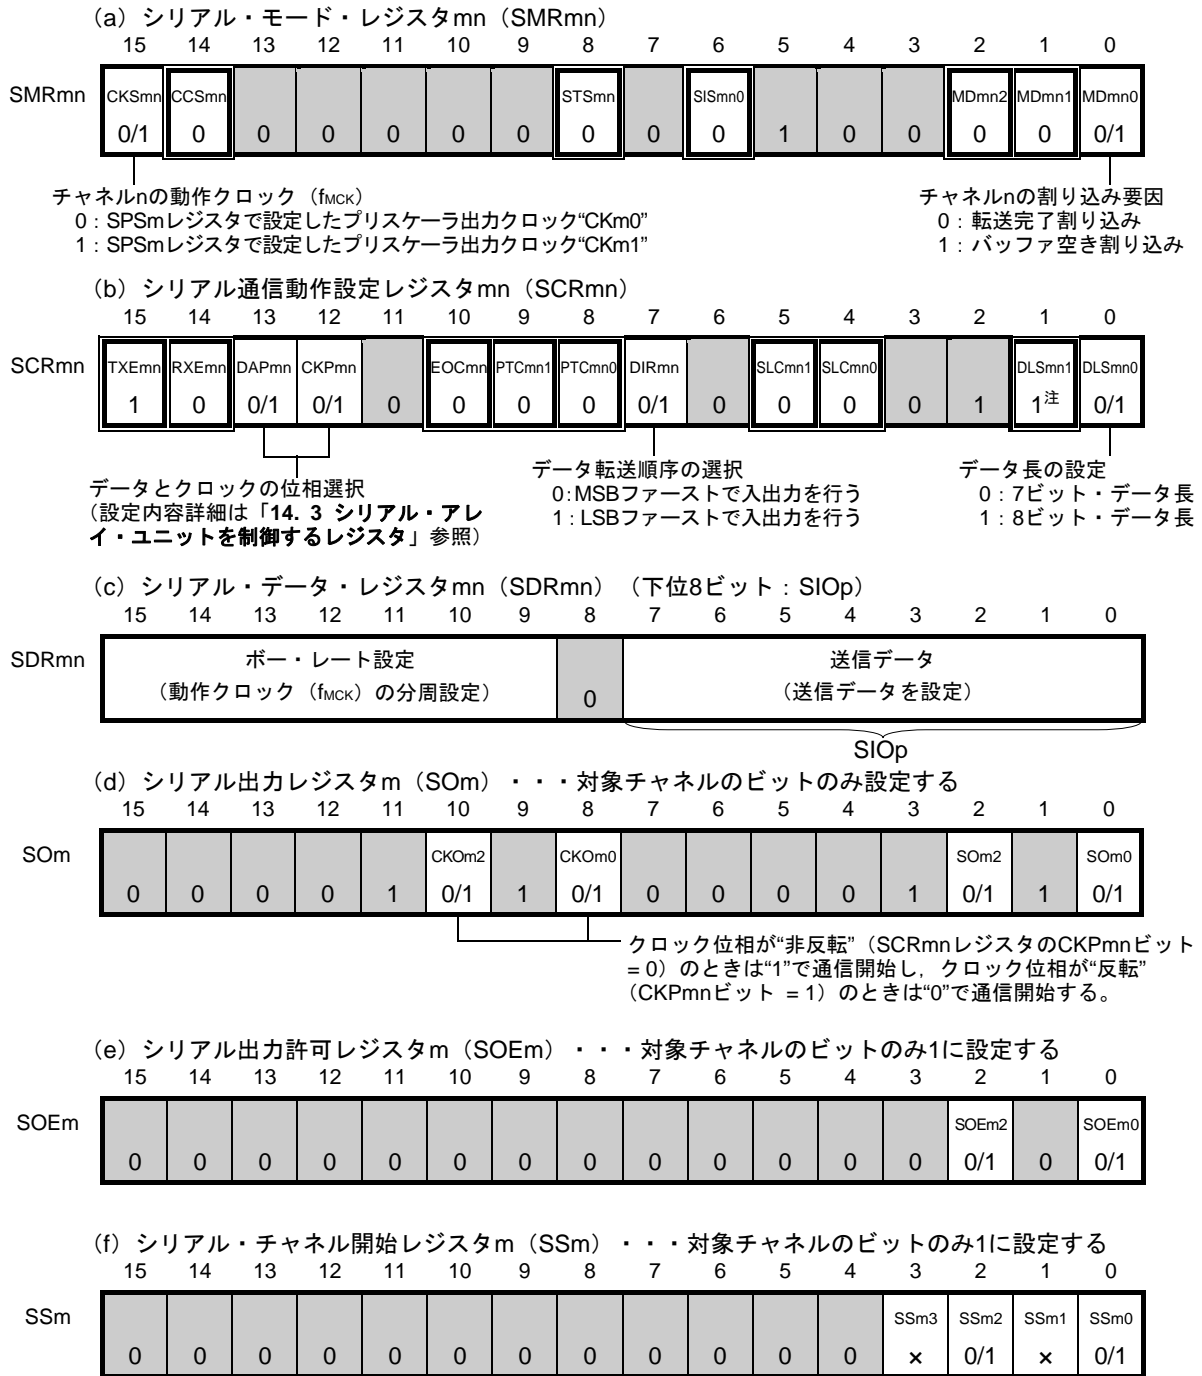 (a) シリアル・モード・レジスタmn（SMRmn）
15 14 13 12 11 10 9 8 7 6 5 4 3 2 1 0
SMRmn CKSmn CCSmn STSmn SISmn0 MDmn2 MDmn1 MDmn0
0/1 0 0 0 0 0 0 0 0 0 1 0 0 0 0 0/1
チャネルnの動作クロック（fMCK）
0：SPSmレジスタで設定したプリスケーラ出力クロック“CKm0”
1：SPSmレジスタで設定したプリスケーラ出力クロック“CKm1”
チャネルnの割り込み要因
0：転送完了割り込み
1：バッファ空き割り込み
(b) シリアル通信動作設定レジスタmn（SCRmn）
15 14 13 12 11 10 9 8 7 6 5 4 3 2 1 0
SCRmn TXEmn RXEmn DAPmn CKPmn EOCmn PTCmn1 PTCmn0 DIRmn SLCmn1 SLCmn0 DLSmn1 DLSmn0
1 0 0/1 0/1 0 0 0 0 0/1 0 0 0 0 1 1注 0/1
データとクロックの位相選択
（設定内容詳細は「14. 3 シリアル・アレ
イ・ユニットを制御するレジスタ」参照）
データ転送順序の選択
0：MSBファーストで入出力を行う
1：LSBファーストで入出力を行う
データ長の設定
0：7ビット・データ長
1：8ビット・データ長
(c) シリアル・データ・レジスタmn（SDRmn）（下位8ビット：SIOp）
15 14 13 12 11 10 9 8 7 6 5 4 3 2 1 0
SDRmn ボー・レート設定
（動作クロック（fMCK）の分周設定）
0
送信データ
（送信データを設定）
SIOp
(d) シリアル出力レジスタm（SOm）・・・対象チャネルのビットのみ設定する
15 14 13 12 11 10 9 8 7 6 5 4 3 2 1 0
SOm CKOm2 CKOm0 SOm2 SOm0
0 0 0 0 1 0/1 1 0/1 0 0 0 0 1 0/1 1 0/1
クロック位相が“非反転”（SCRmnレジスタのCKPmnビット
= 0）のときは“1”で通信開始し，クロック位相が“反転”
（CKPmnビット = 1）のときは“0”で通信開始する。
(e) シリアル出力許可レジスタm（SOEm）・・・対象チャネルのビットのみ1に設定する
15 14 13 12 11 10 9 8 7 6 5 4 3 2 1 0
SOEm SOEm2 SOEm0
0 0 0 0 0 0 0 0 0 0 0 0 0 0/1 0 0/1
(f) シリアル・チャネル開始レジスタm（SSm）・・・対象チャネルのビットのみ1に設定する
15 14 13 12 11 10 9 8 7 6 5 4 3 2 1 0
SSm SSm3 SSm2 SSm1 SSm0
0 0 0 0 0 0 0 0 0 0 0 0 × 0/1 × 0/1